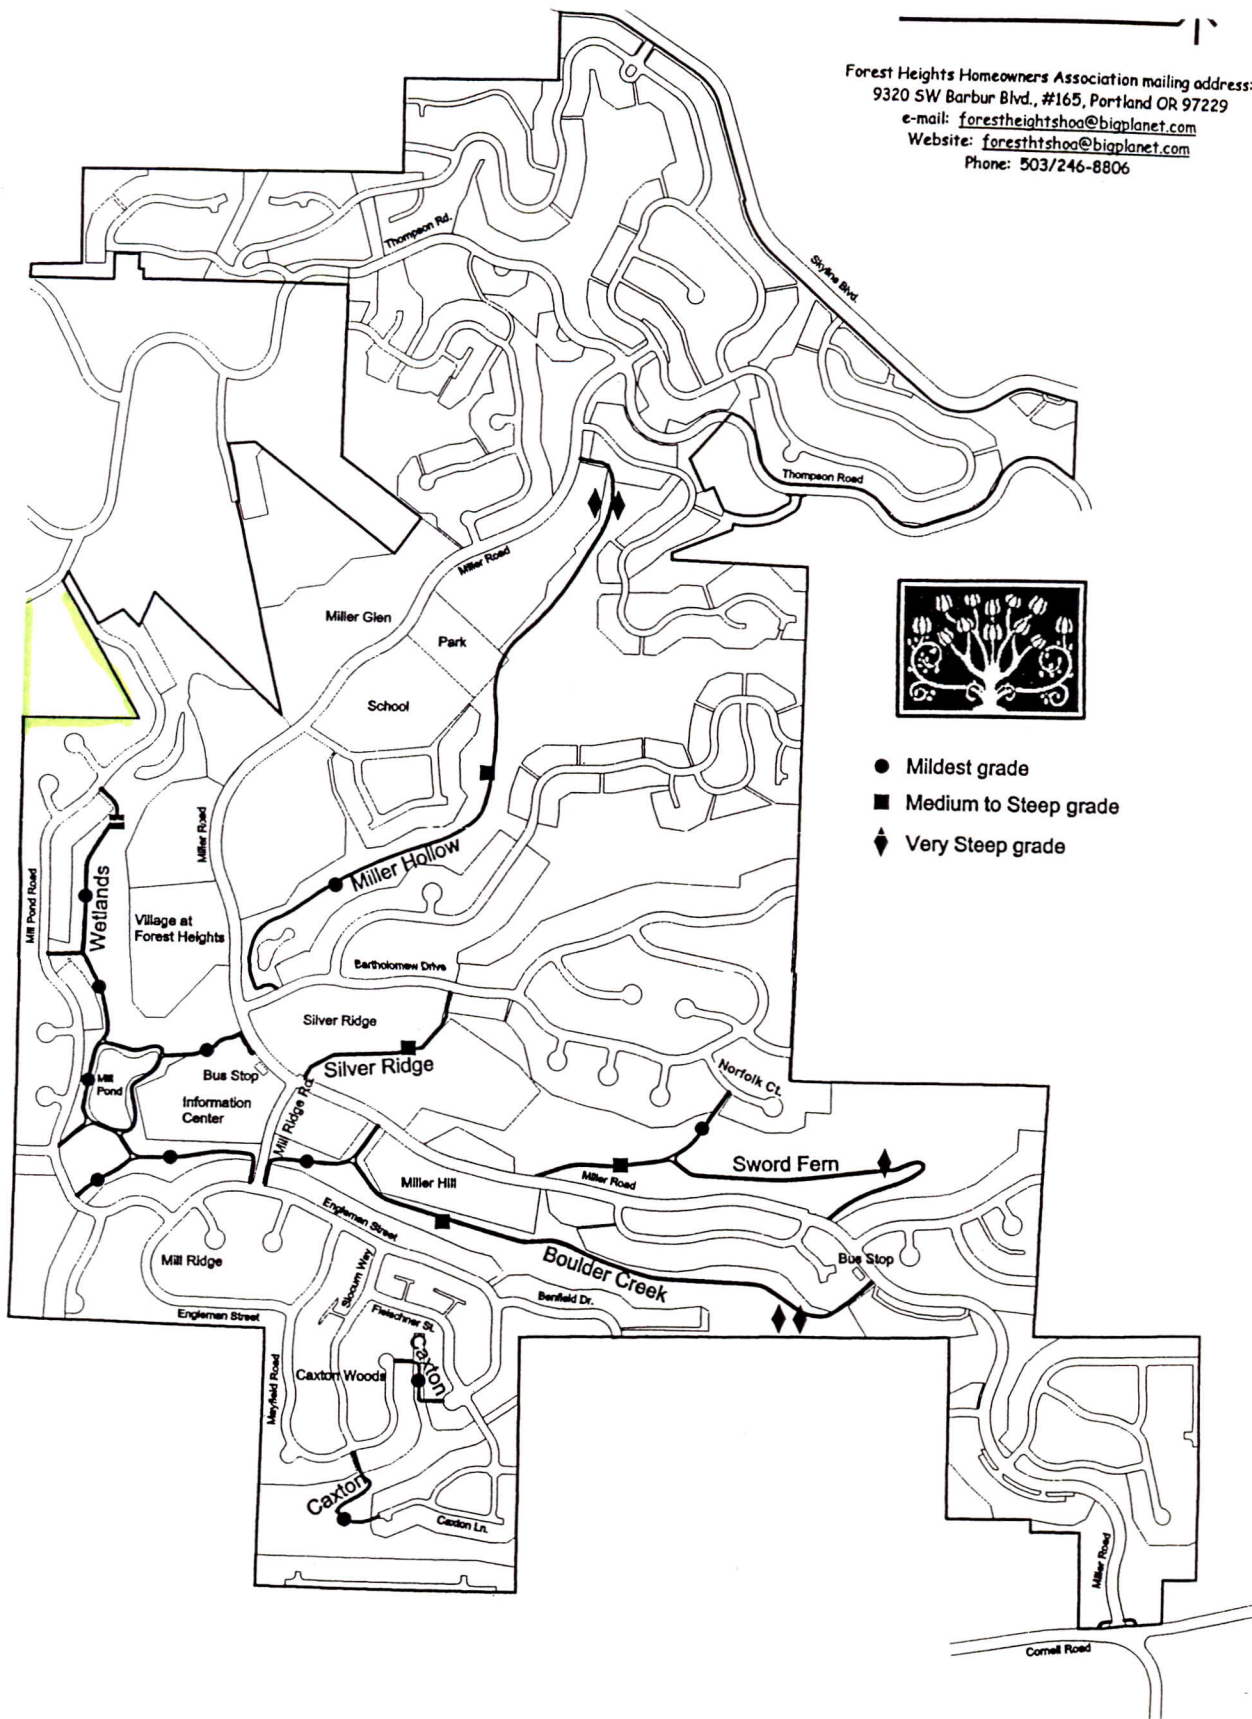 Forest Heights Homeowners Association mailing address:
9320 SW Barbur Blvd., #165, Portland OR 97229
e-mail: forestheightshoa@bigplanet.com
Website: foresthtshoa@bigplanet.com
Phone: 503/246-8806
Thompson Rd.
Skyline Blvd.
Thompson Road
Miller Road
Miller Glen
Park
School
Mildest grade
Medium to Steep grade
Very Steep grade
Miller Road
Miller Hollow
Mill Pond Road
Wetlands
Village at
Forest Heights
Bartholomew Drive
Silver Ridge
Silver Ridge
Bus Stop
Mill
Pond
Information
Center
Mill Ridge Rd.
Norfolk Ct.
Sword Fern
Miller Road
Miller Hill
Engleman Street
Boulder Creek
Bus Stop
Mill Ridge
Slocum Way
Benfield Dr.
Engleman Street
Fleischner St.
Caxton
Caxton Woods
Mayfield Road
Caxton
Caxton Ln.
Miller Road
Cornell Road